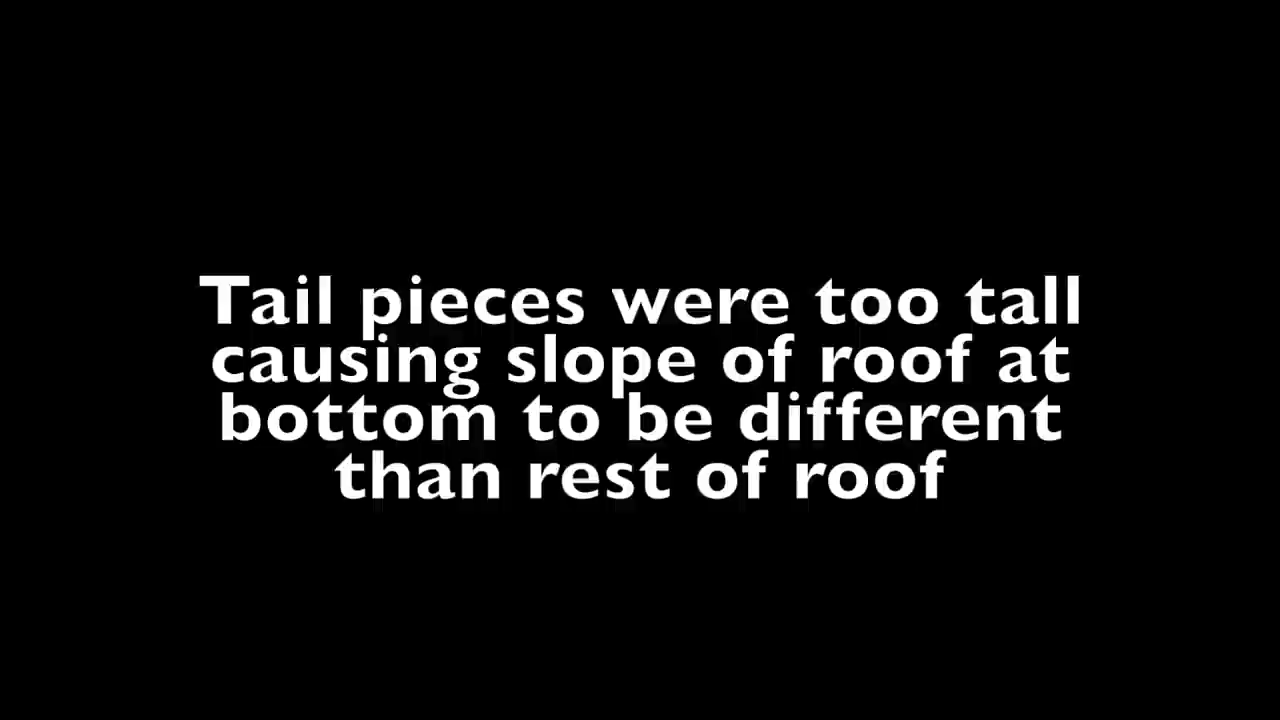 Tail pieces were too tall
causing slope of roof at
bottom to be different
than rest of roof